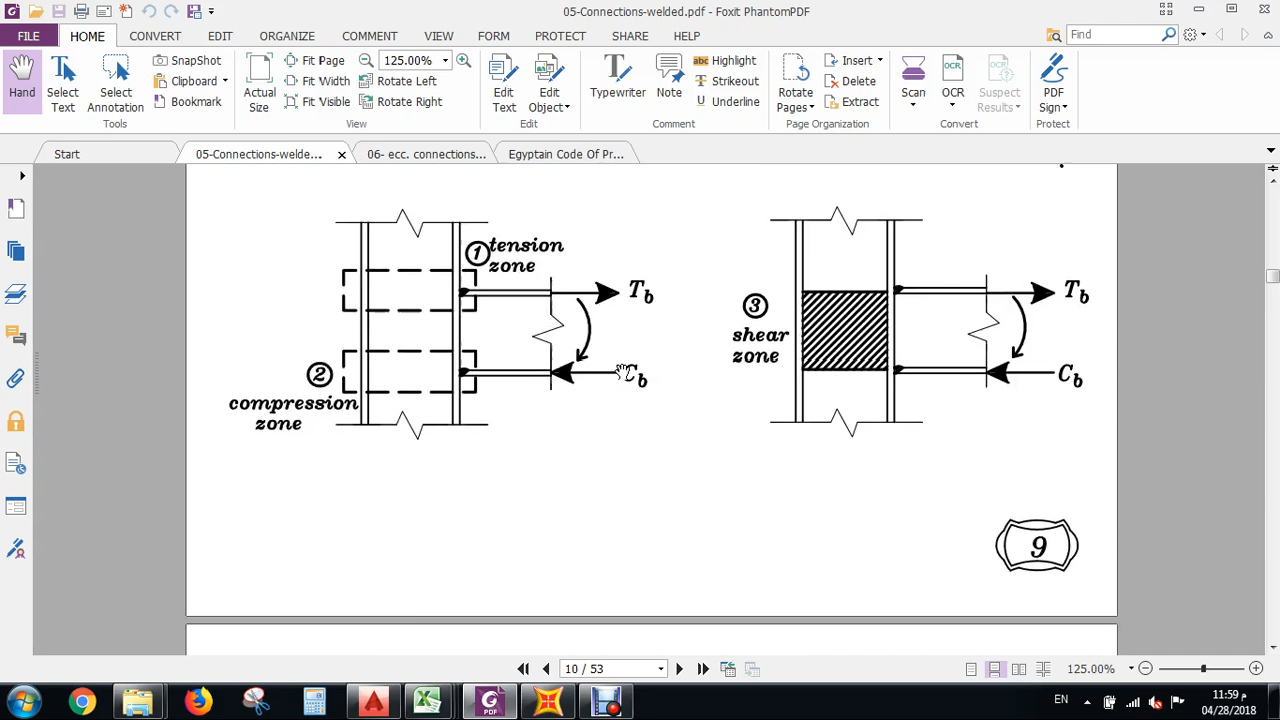 05-Connections-welded.pdf - Foxit PhantomPDF
FILE HOME CONVERT EDIT ORGANIZE COMMENT VIEW FORM PROTECT SHARE HELP Find
Hand
Select Text
Select Annotation
SnapShot
Clipboard
Bookmark
Tools
Actual Size
Fit Page
Fit Width
Fit Visible
125.00%
Rotate Left
Rotate Right
View
Edit Text
Edit Object
Edit
Typewriter
Note
Highlight
Strikeout
Underline
Comment
Rotate Pages
Insert
Delete
Extract
Page Organization
Scan
OCR
Suspect Results
Convert
PDF Sign
Protect
Start 05-Connections-welde... 06- ecc. connections... Egyptain Code Of Pr...
1 tension
zone
Tb
2
compression
zone
Cb
3
shear
zone
Tb
Cb
9
10 / 53
125.00%
EN
11:59 م
04/28/2018